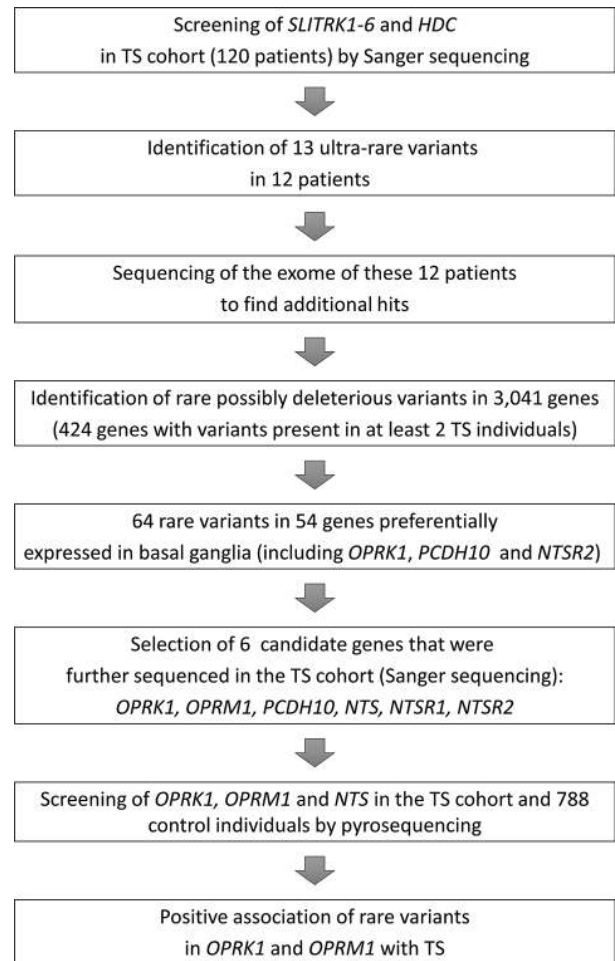 Screening of SLITRK1-6 and HDC
in TS cohort (120 patients) by Sanger sequencing
Identification of 13 ultra-rare variants
in 12 patients
Sequencing of the exome of these 12 patients
to find additional hits
Identification of rare possibly deleterious variants in 3,041 genes
(424 genes with variants present in at least 2 TS individuals)
64 rare variants in 54 genes preferentially
expressed in basal ganglia (including OPRK1, PCDH10 and NTSR2)
Selection of 6 candidate genes that were
further sequenced in the TS cohort (Sanger sequencing):
OPRK1, OPRM1, PCDH10, NTS, NTSR1, NTSR2
Screening of OPRK1, OPRM1 and NTS in the TS cohort and 788
control individuals by pyrosequencing
Positive association of rare variants
in OPRK1 and OPRM1 with TS